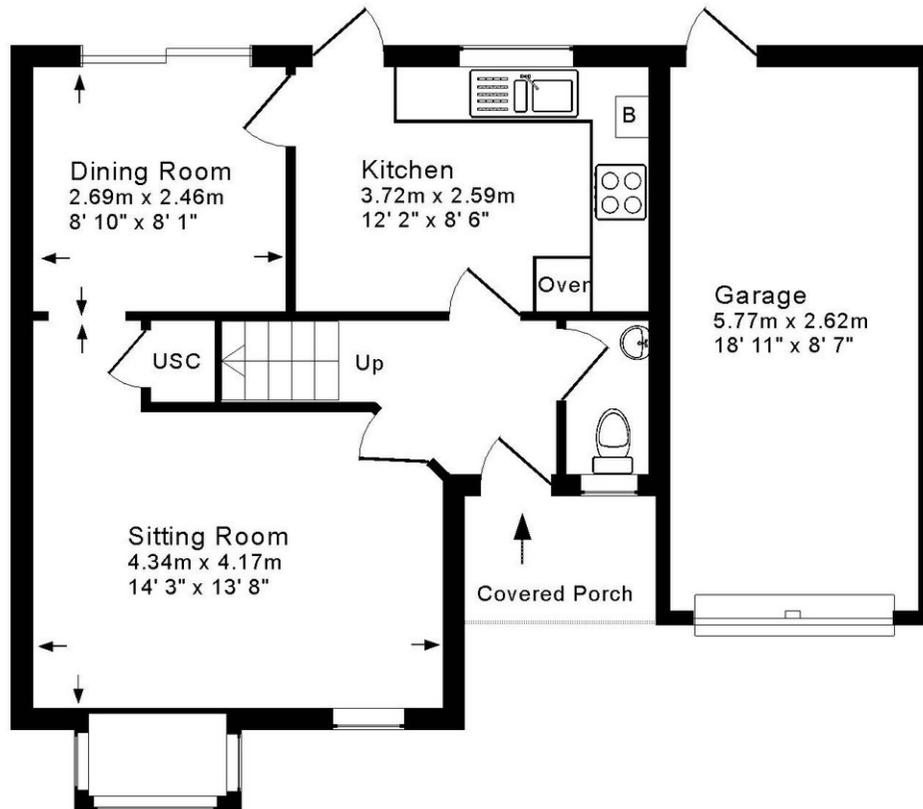 Dining Room
2.69m x 2.46m
8' 10" x 8' 1"
Kitchen
3.72m x 2.59m
12' 2" x 8' 6"
B
Oven
Garage
5.77m x 2.62m
18' 11" x 8' 7"
USC
Up
Sitting Room
4.34m x 4.17m
14' 3" x 13' 8"
Covered Porch